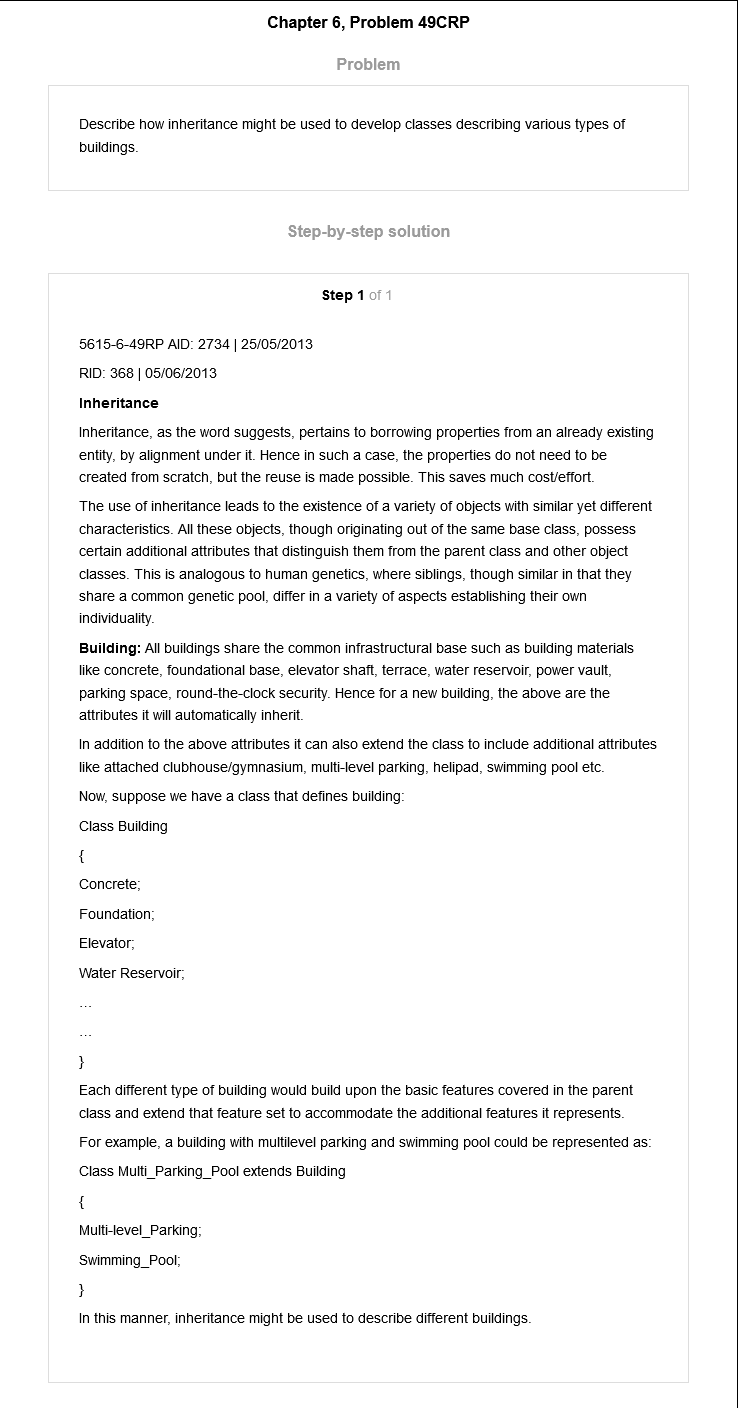 Chapter 6, Problem 49CRP
Problem
Describe how inheritance might be used to develop classes describing various types of
buildings.
Step-by-step solution
Step 1 of 1
5615-6-49RP AID: 2734 | 25/05/2013
RID: 368 | 05/06/2013
Inheritance
Inheritance, as the word suggests, pertains to borrowing properties from an already existing
entity, by alignment under it. Hence in such a case, the properties do not need to be
created from scratch, but the reuse is made possible. This saves much cost/effort.
The use of inheritance leads to the existence of a variety of objects with similar yet different
characteristics. All these objects, though originating out of the same base class, possess
certain additional attributes that distinguish them from the parent class and other object
classes. This is analogous to human genetics, where siblings, though similar in that they
share a common genetic pool, differ in a variety of aspects establishing their own
individuality.
Building: All buildings share the common infrastructural base such as building materials
like concrete, foundational base, elevator shaft, terrace, water reservoir, power vault,
parking space, round-the-clock security. Hence for a new building, the above are the
attributes it will automatically inherit.
In addition to the above attributes it can also extend the class to include additional attributes
like attached clubhouse/gymnasium, multi-level parking, helipad, swimming pool etc.
Now, suppose we have a class that defines building:
Class Building
{
Concrete;
Foundation;
Elevator;
Water Reservoir;
…
…
}
Each different type of building would build upon the basic features covered in the parent
class and extend that feature set to accommodate the additional features it represents.
For example, a building with multilevel parking and swimming pool could be represented as:
Class Multi_Parking_Pool extends Building
{
Multi-level_Parking;
Swimming_Pool;
}
In this manner, inheritance might be used to describe different buildings.